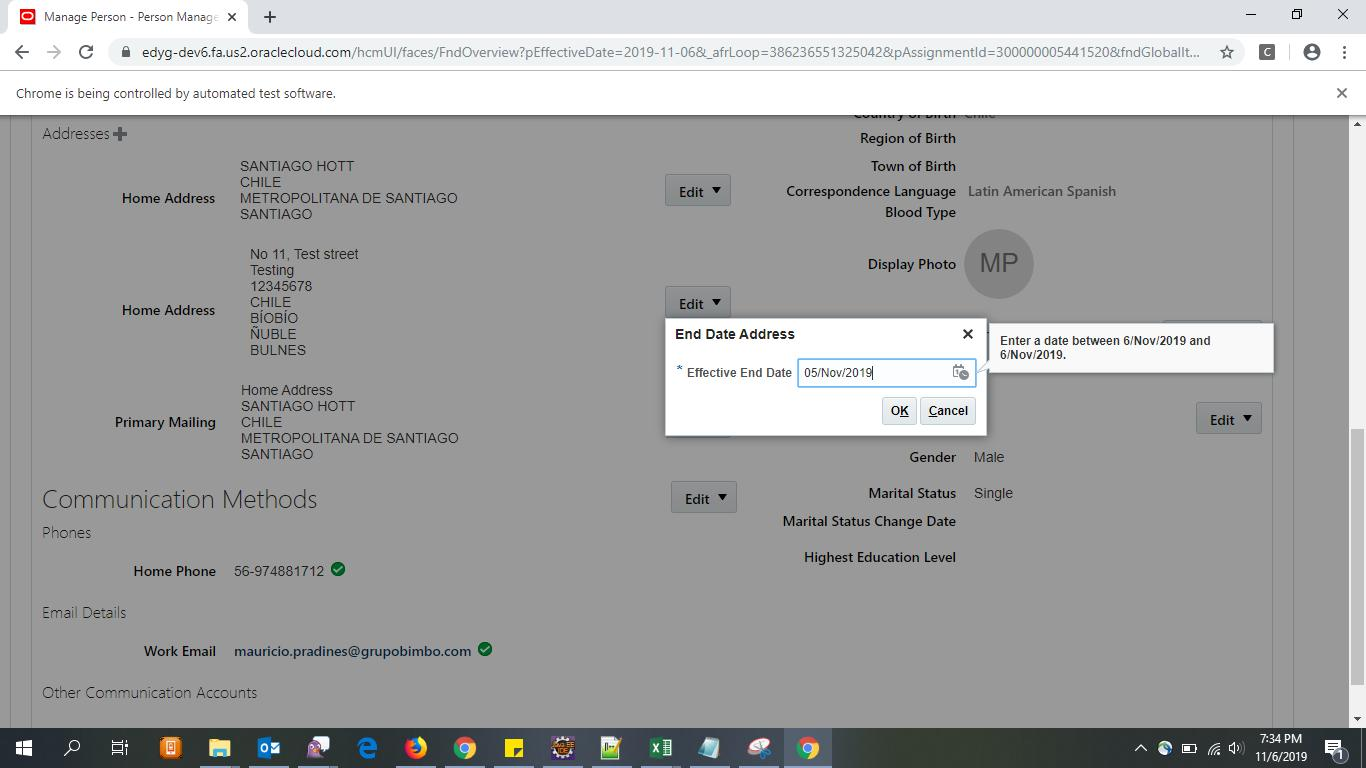 Manage Person - Person Manage
edyg-dev6.fa.us2.oraclecloud.com/hcmUI/faces/FndOverview?pEffectiveDate=2019-11-06&_afrLoop=386236551325042&pAssignmentId=300000005441520&fndGlobalIt...
C
Chrome is being controlled by automated test software.
Addresses
Home Address
SANTIAGO HOTT
CHILE
METROPOLITANA DE SANTIAGO
SANTIAGO
Edit
Home Address
No 11, Test street
Testing
12345678
CHILE
BÍOBÍO
ÑUBLE
BULNES
Edit
Primary Mailing
Home Address
SANTIAGO HOTT
CHILE
METROPOLITANA DE SANTIAGO
SANTIAGO
Communication Methods
Edit
Phones
Home Phone 56-974881712
Email Details
Work Email mauricio.pradines@grupobimbo.com
Other Communication Accounts
Country of Birth Chile
Region of Birth
Town of Birth
Correspondence Language Latin American Spanish
Blood Type
Display Photo MP
End Date Address
* Effective End Date 05/Nov/2019
OK Cancel
Enter a date between 6/Nov/2019 and
6/Nov/2019.
Edit
Gender Male
Marital Status Single
Marital Status Change Date
Highest Education Level
7:34 PM
11/6/2019
1